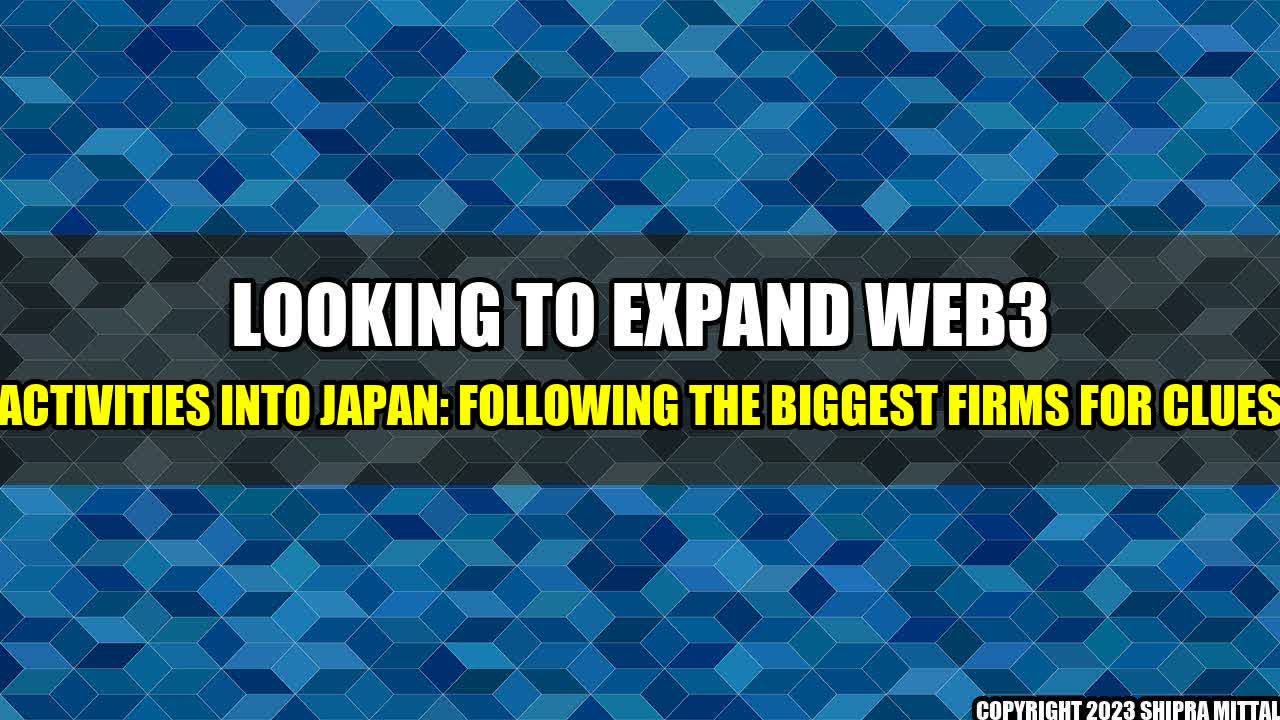 LOOKING TO EXPAND WEB3
ACTIVITIES INTO JAPAN: FOLLOWING THE BIGGEST FIRMS FOR CLUES
COPYRIGHT 2023 SHIPRA MITTAL